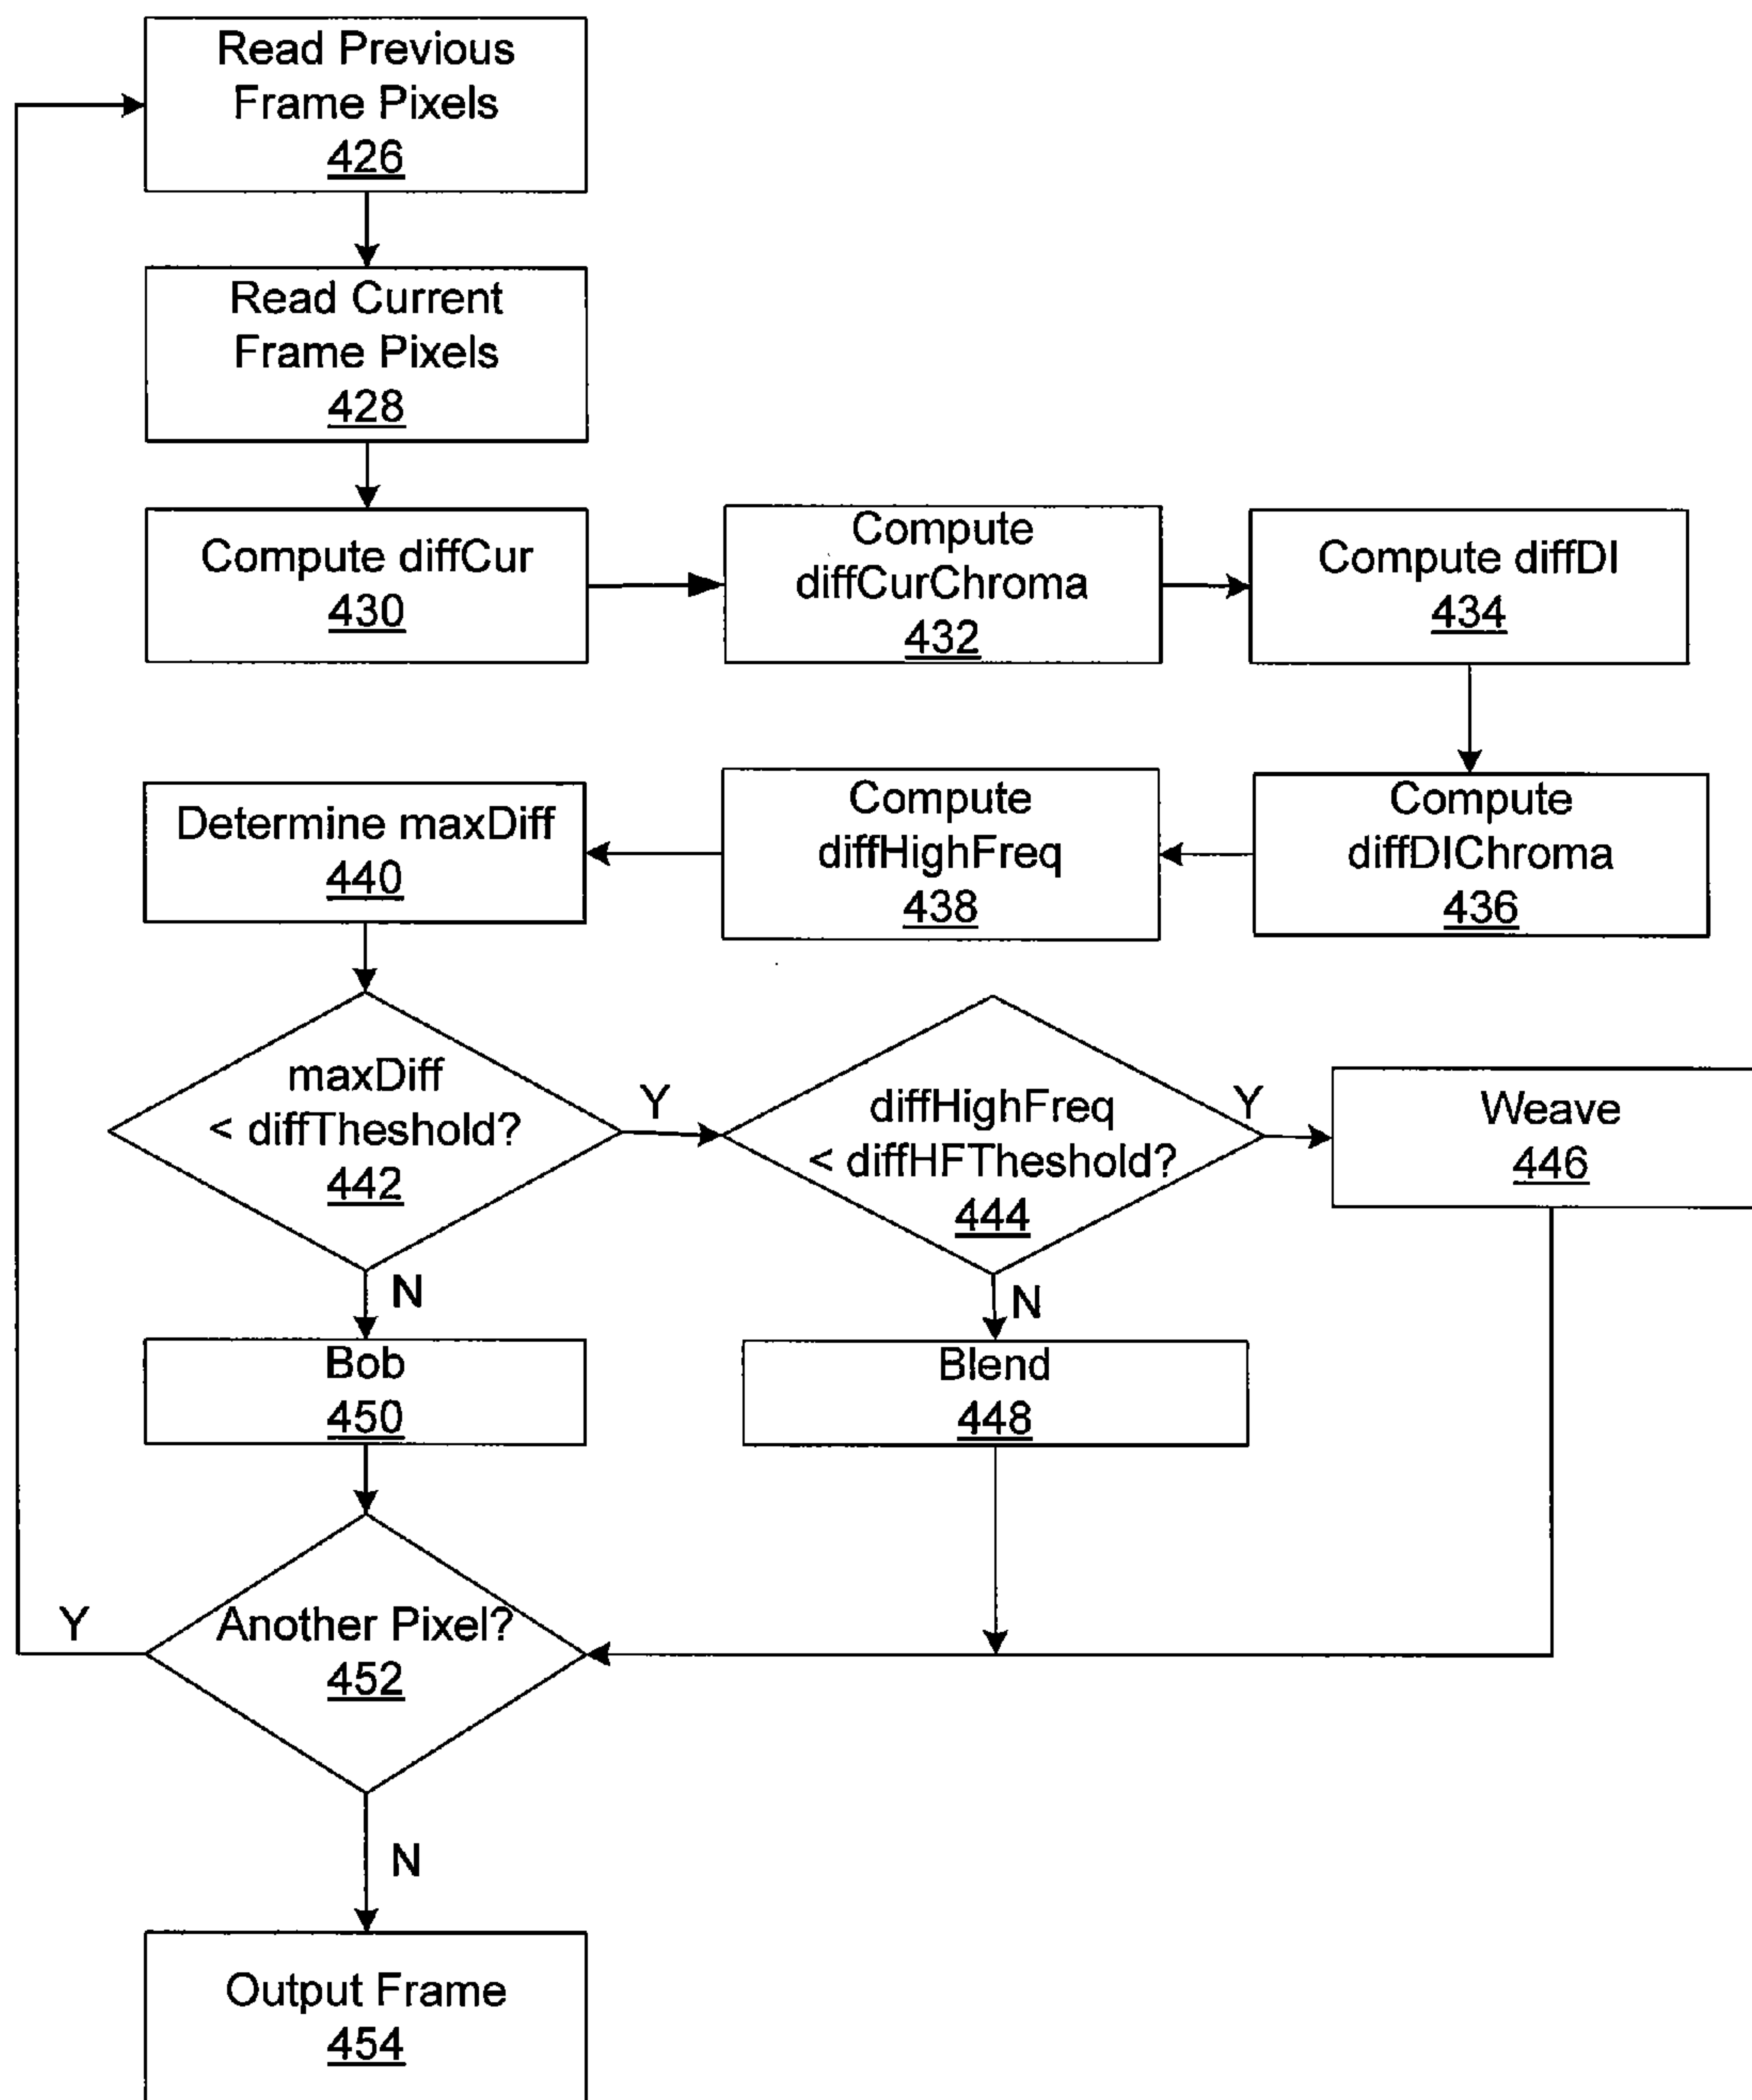 Read Previous
Frame Pixels
426
Read Current
Frame Pixels
428
Compute diffCur
430
Compute
diffCurChroma
432
Compute diffDI
434
Compute
diffDIChroma
436
Compute
diffHighFreq
438
Determine maxDiff
440
maxDiff
< diffTheshold?
442
Y
N
diffHighFreq
< diffHFTheshold?
444
Y
N
Weave
446
Blend
448
Bob
450
Another Pixel?
452
Y
N
Output Frame
454